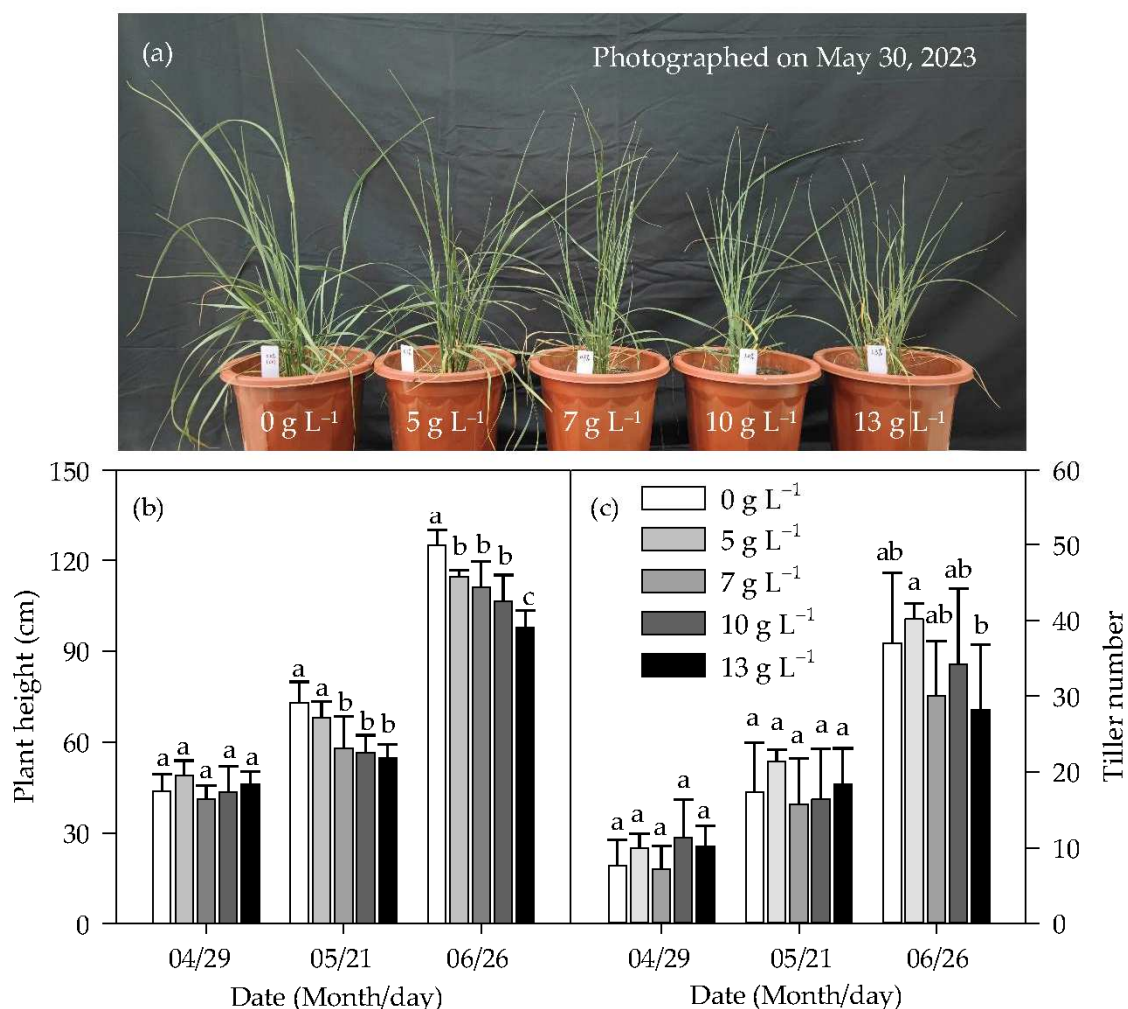 (a)
Photographed on May 30, 2023
0 g L⁻¹
5 g L⁻¹
7 g L⁻¹
10 g L⁻¹
13 g L⁻¹
150
120
90
60
30
0
Plant height (cm)
(b)
a a a a a
a a b b b
a b b b c
04/29
05/21
06/26
Date (Month/day)
(c)
0 g L⁻¹
5 g L⁻¹
7 g L⁻¹
10 g L⁻¹
13 g L⁻¹
a a a a a
a a a a a
ab a ab ab b
04/29
05/21
06/26
Date (Month/day)
60
50
40
30
20
10
0
Tiller number